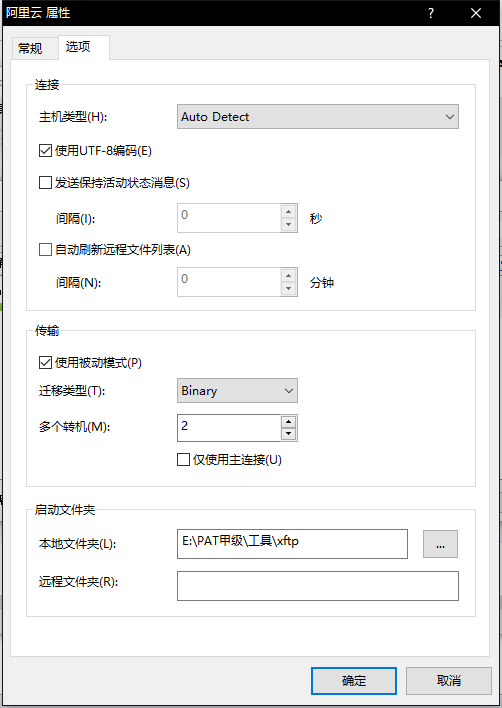 阿里云 属性
常规 选项
连接
主机类型(H): Auto Detect
使用UTF-8编码(E)
发送保持活动状态消息(S)
间隔(I): 0 秒
自动刷新远程文件列表(A)
间隔(N): 0 分钟
传输
使用被动模式(P)
迁移类型(T): Binary
多个转机(M): 2
仅使用主连接(U)
启动文件夹
本地文件夹(L): E:\PAT甲级\工具\xftp ...
远程文件夹(R):
确定 取消